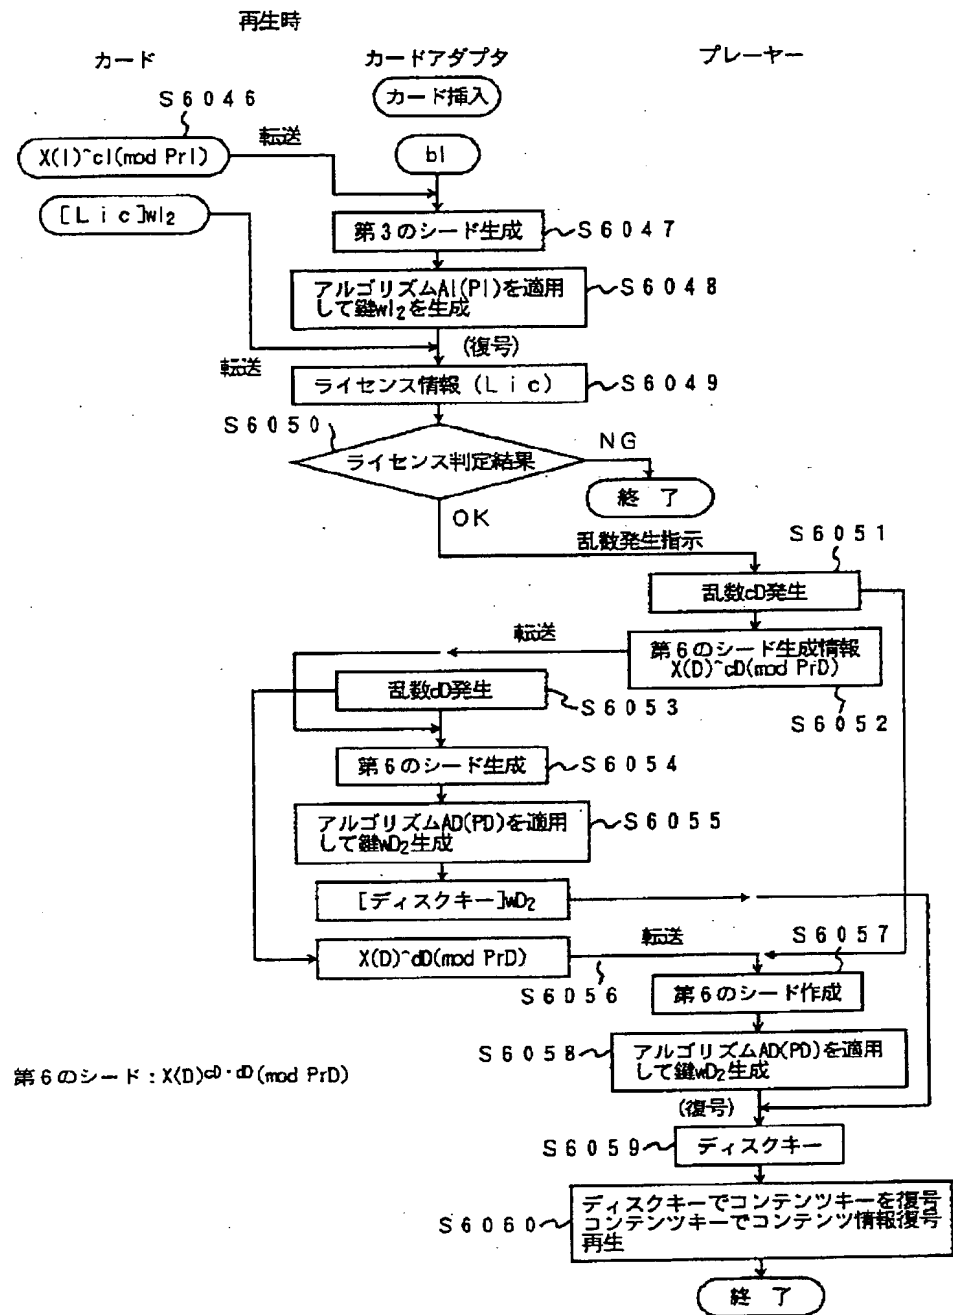 再生時
カード
カードアダプタ
プレーヤー
カード挿入
S6046
転送
X(I)^cI(mod PrI)
bI
[Lic]wI₂
第3のシード生成
S6047
アルゴリズムAI(PI)を適用
して鍵wI₂を生成
S6048
(復号)
転送
ライセンス情報(Lic)
S6049
S6050
ライセンス判定結果
NG
終 了
OK
乱数発生指示
S6051
乱数cD発生
転送
第6のシード生成情報
X(D)^cD(mod PrD)
S6052
乱数dD発生
S6053
第6のシード生成
S6054
アルゴリズムAD(PD)を適用
して鍵wD₂生成
S6055
[ディスクキー]wD₂
X(D)^dD(mod PrD)
転送
S6056
S6057
第6のシード作成
S6058
アルゴリズムAD(PD)を適用
して鍵wD₂生成
第6のシード:X(D)^cD・dD(mod PrD)
(復号)
S6059
ディスクキー
S6060
ディスクキーでコンテンツキーを復号
コンテンツキーでコンテンツ情報復号
再生
終 了